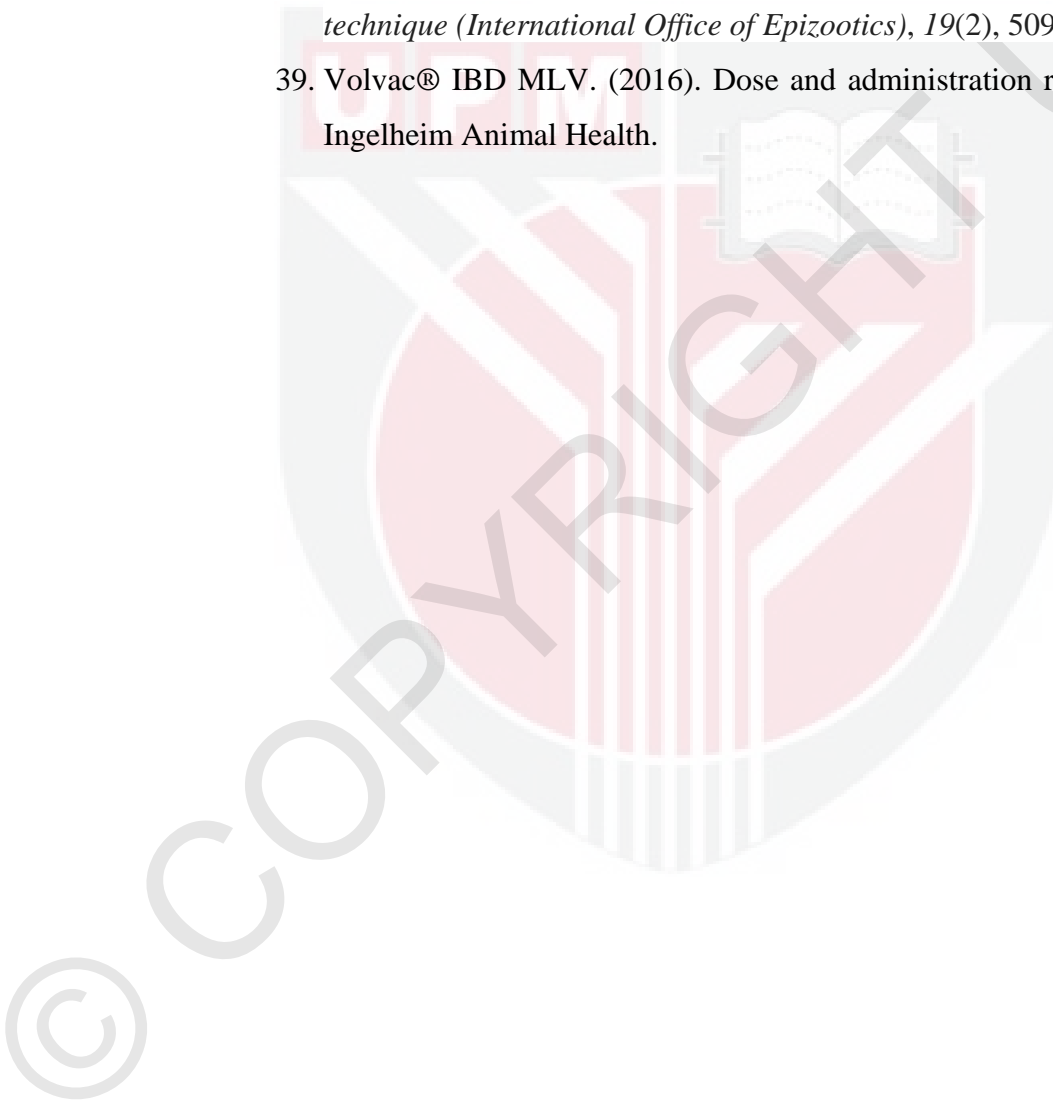 technique (International Office of Epizootics), 19(2), 509
39. Volvac® IBD MLV. (2016). Dose and administration
Ingelheim Animal Health.
UPM
© COPYRIGHT